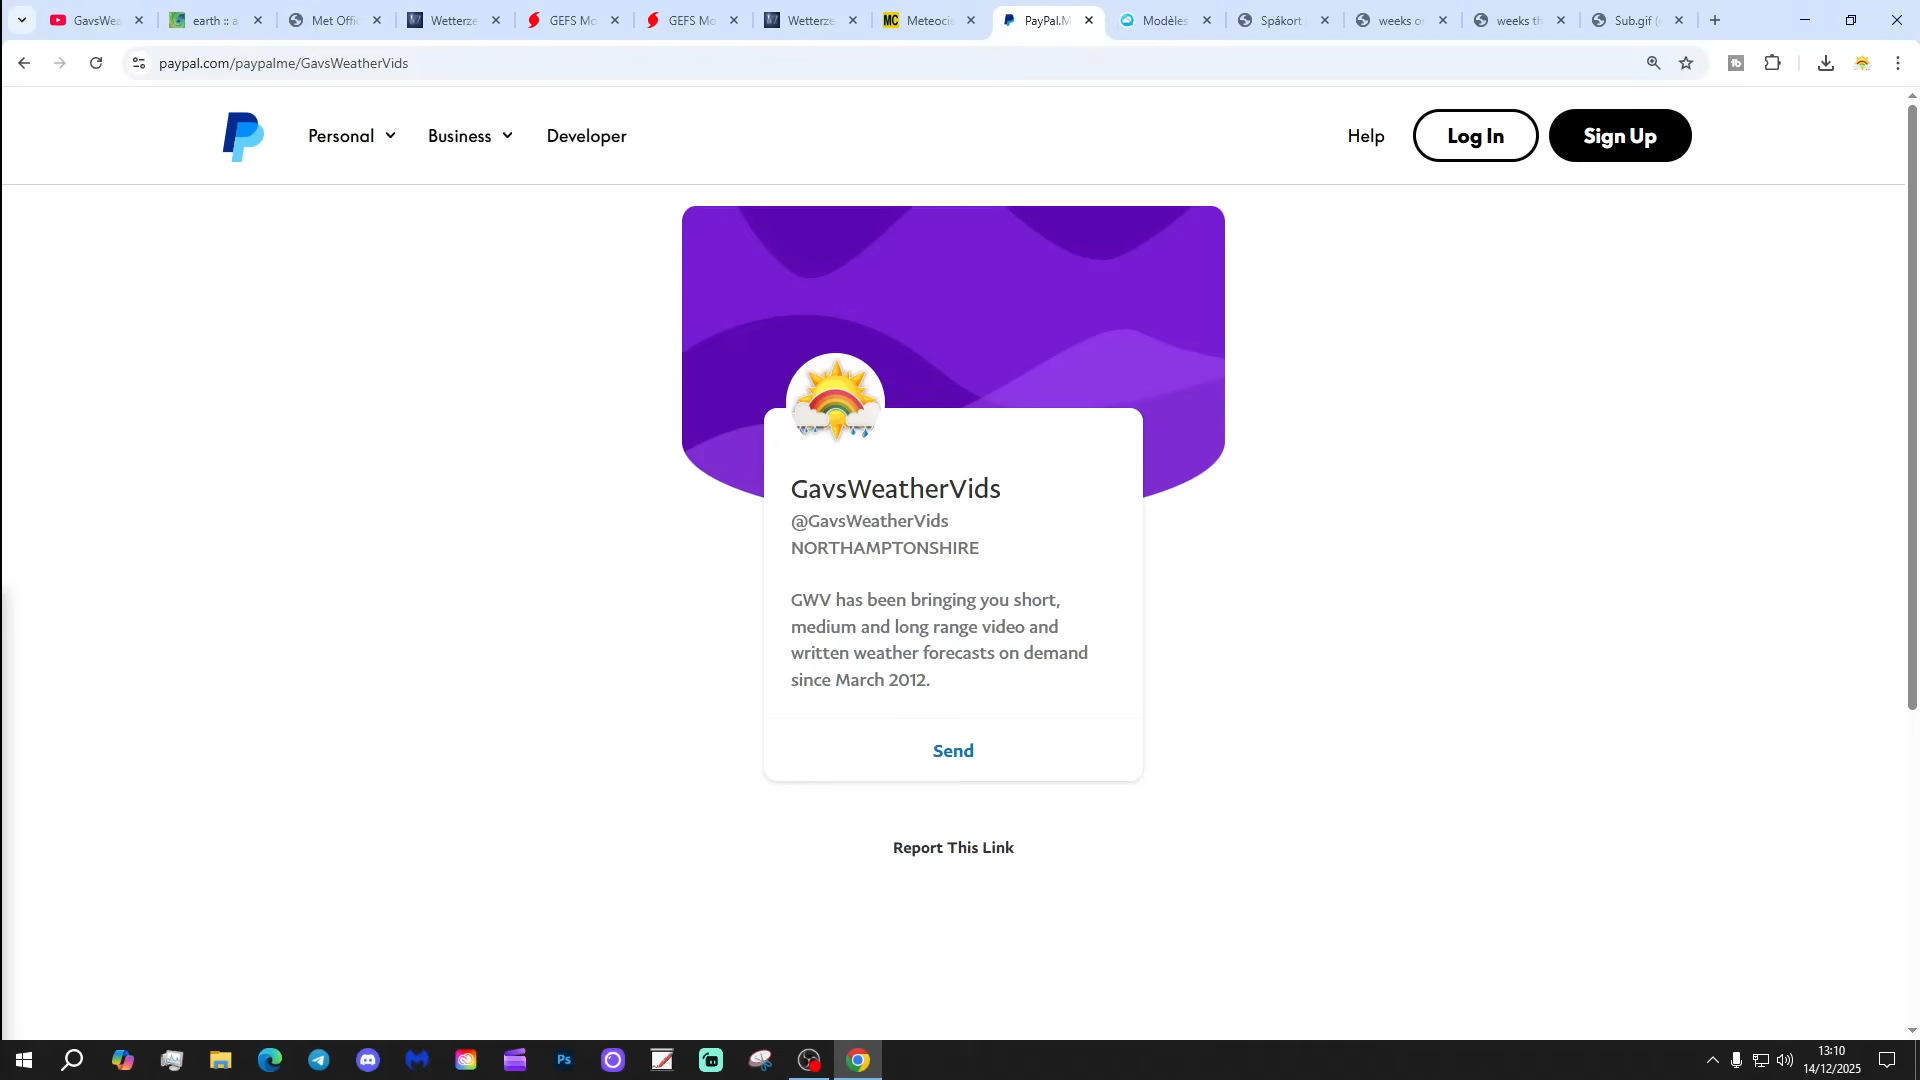 GavsWea
earth :: a
Met Offi
Wetterze
GEFS Mo
GEFS Mo
Wetterze
MC Meteocie
PayPal.M
Modèles
Spákort
weeks o
weeks th
Sub.gif (
paypal.com/paypalme/GavsWeatherVids
Personal
Business
Developer
Help
Log In
Sign Up
GavsWeatherVids
@GavsWeatherVids
NORTHAMPTONSHIRE
GWV has been bringing you short,
medium and long range video and
written weather forecasts on demand
since March 2012.
Send
Report This Link
Ps
13:10
14/12/2025